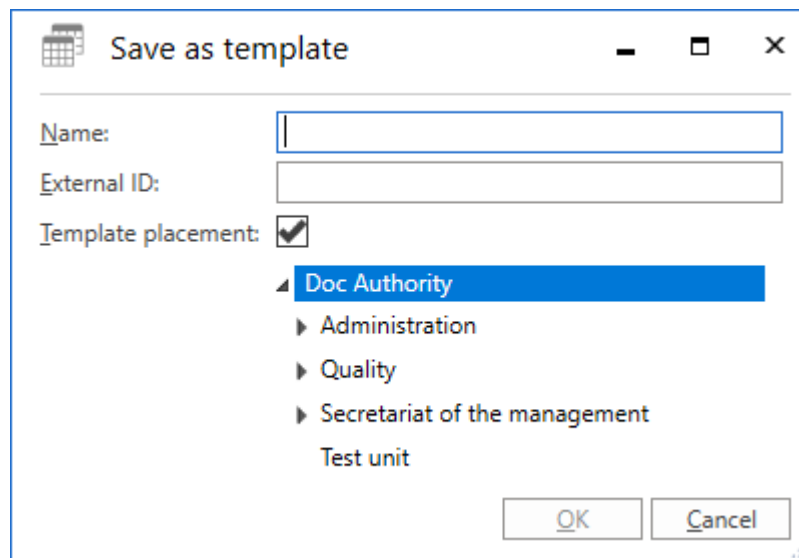 Save as template
Name:
External ID:
Template placement:
Doc Authority
Administration
Quality
Secretariat of the management
Test unit
OK Cancel